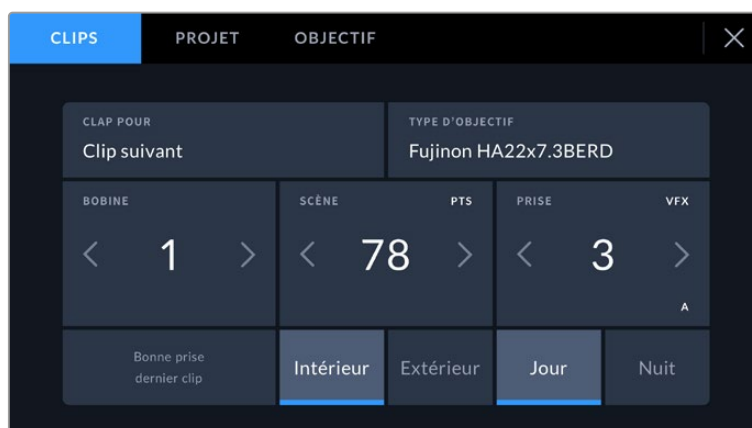 CLIPS PROJET OBJECTIF
CLAP POUR TYPE D'OBJECTIF
Clip suivant Fujinon HA22x7.3BERD
BOBINE SCÈNE PTS PRISE VFX
1 78 3
A
Bonne prise
dernier clip
Intérieur Extérieur Jour Nuit